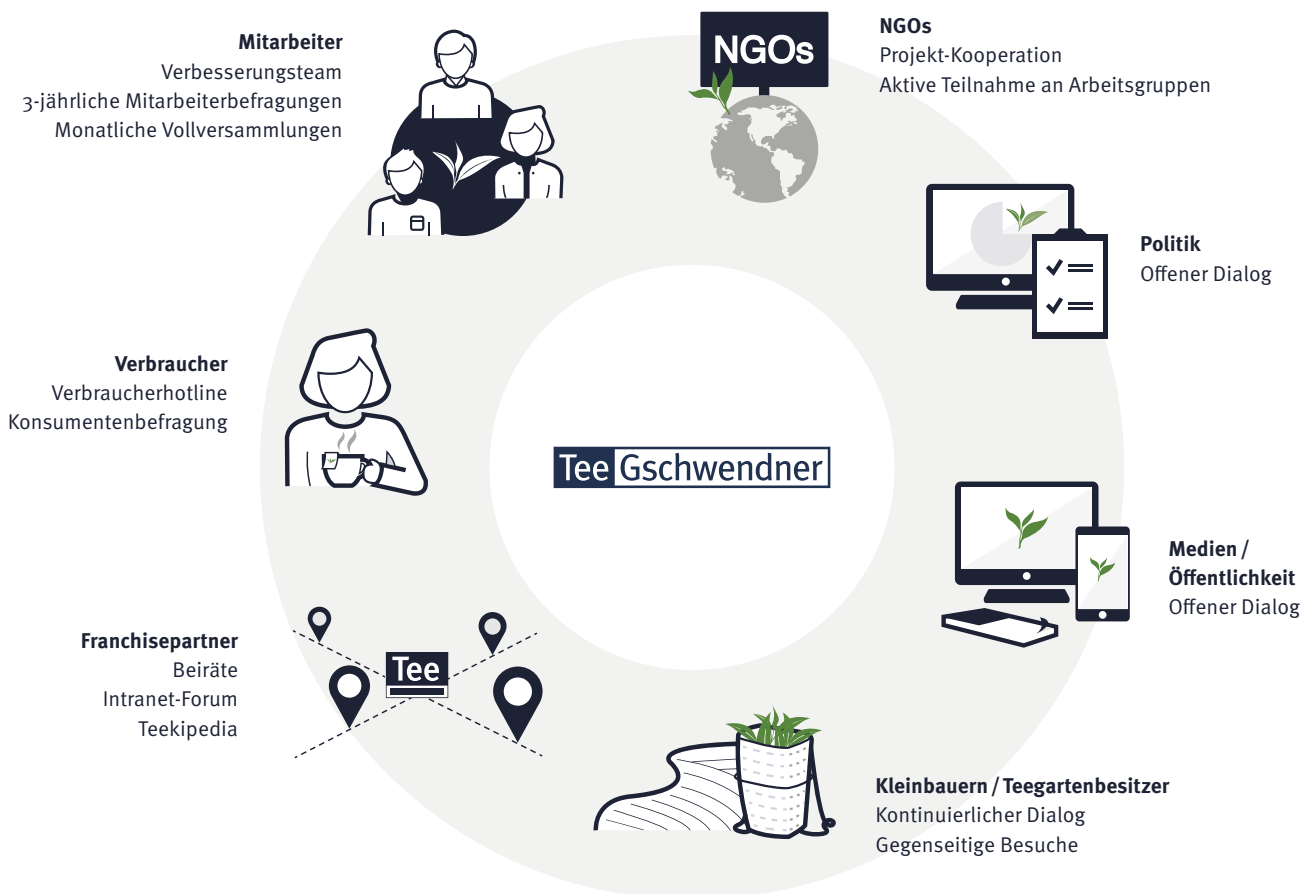 Mitarbeiter
Verbesserungsteam
3-jährliche Mitarbeiterbefragungen
Monatliche Vollversammlungen
NGOs
NGOs
Projekt-Kooperation
Aktive Teilnahme an Arbeitsgruppen
Politik
Offener Dialog
Verbraucher
Verbraucherhotline
Konsumentenbefragung
Tee Gschwendner
Medien /
Öffentlichkeit
Offener Dialog
Franchisepartner
Beiräte
Intranet-Forum
Teekipedia
Tee
Kleinbauern / Teegartenbesitzer
Kontinuierlicher Dialog
Gegenseitige Besuche